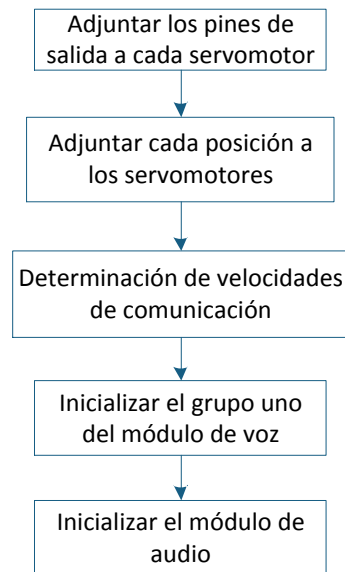 Adjuntar los pines de
salida a cada servomotor
Adjuntar cada posición a
los servomotores
Determinación de velocidades
de comunicación
Inicializar el grupo uno
del módulo de voz
Inicializar el módulo de
audio